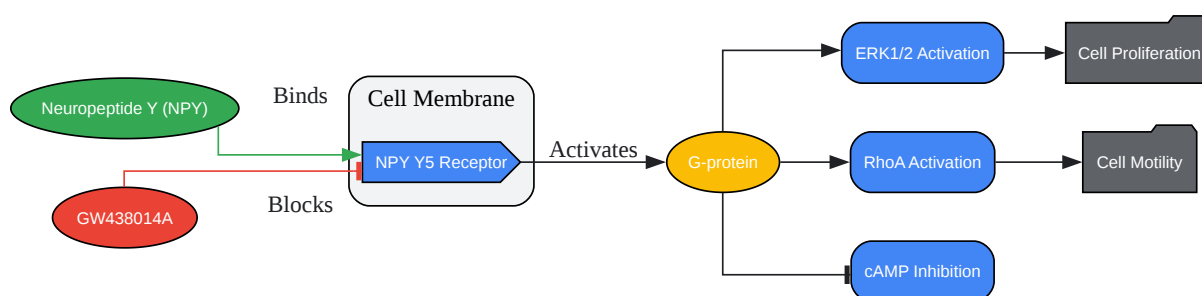 Neuropeptide Y (NPY)
GW438014A
Binds
Blocks
Cell Membrane
NPY Y5 Receptor
Activates
G-protein
ERK1/2 Activation
Cell Proliferation
RhoA Activation
Cell Motility
cAMP Inhibition